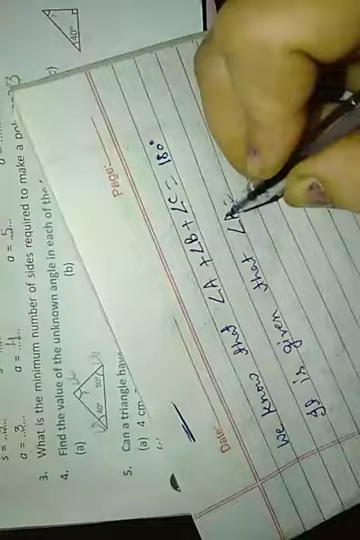 s = ....
a = 3
a = 4
a = 5
3. What is the minimum number of sides required to make a
4. Find the value of the unknown angle in each of the
(a)
(b)
40°
50°
?
40°
5. Can a triangle have
(a) 4 cm
Page:
Date:
we know that ∠A + ∠B + ∠C = 180°
It is given that ∠A =